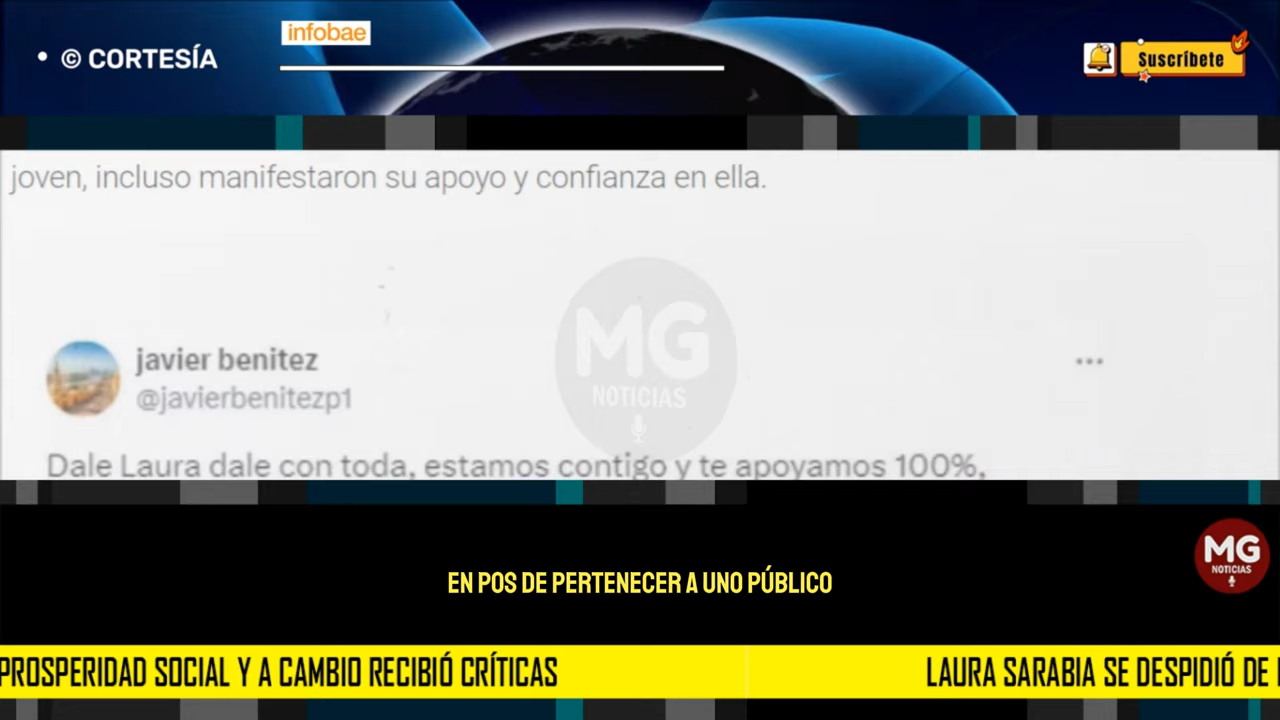 infobae
• © CORTESÍA
Suscríbete
joven, incluso manifestaron su apoyo y confianza en ella.
MG
NOTICIAS
javier benitez
@javierbenitezp1
Dale Laura dale con toda, estamos contigo y te apoyamos 100%,
EN POS DE PERTENECER A UNO PÚBLICO
MG
NOTICIAS
PROSPERIDAD SOCIAL Y A CAMBIO RECIBIÓ CRÍTICAS LAURA SARABIA SE DESPIDIÓ DE